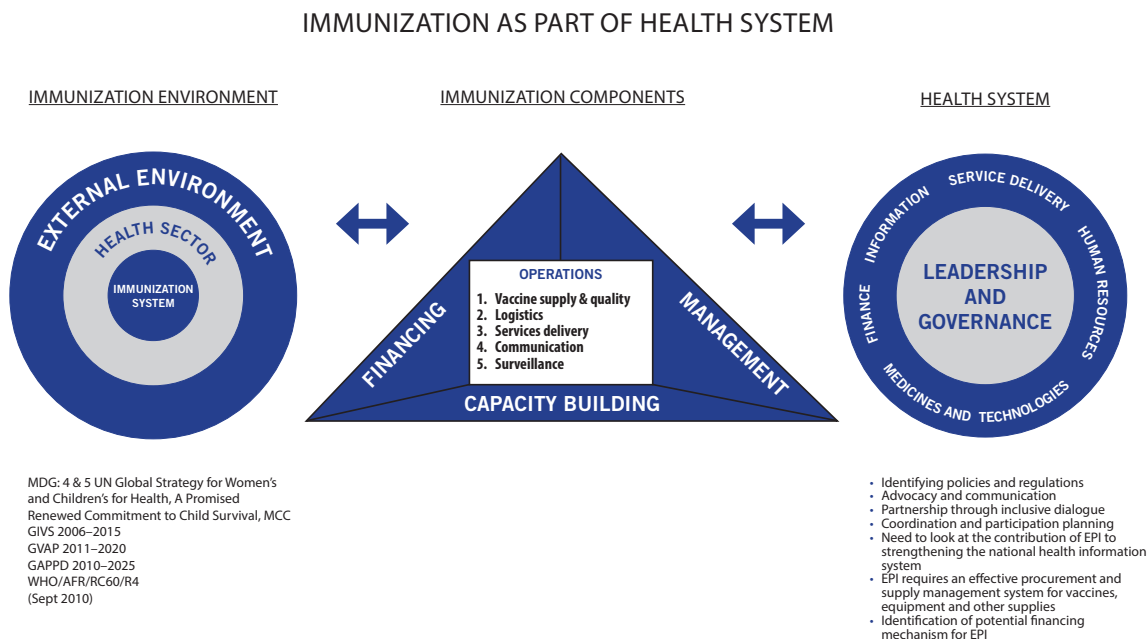 IMMUNIZATION AS PART OF HEALTH SYSTEM
IMMUNIZATION ENVIRONMENT
EXTERNAL ENVIRONMENT
HEALTH SECTOR
IMMUNIZATION
SYSTEM
MDG: 4 & 5 UN Global Strategy for Women's
and Children's for Health, A Promised
Renewed Commitment to Child Survival, MCC
GIVS 2006–2015
GVAP 2011–2020
GAPPD 2010–2025
WHO/AFR/RC60/R4
(Sept 2010)
IMMUNIZATION COMPONENTS
FINANCING
OPERATIONS
1. Vaccine supply & quality
2. Logistics
3. Services delivery
4. Communication
5. Surveillance
MANAGEMENT
CAPACITY BUILDING
HEALTH SYSTEM
FINANCE
INFORMATION
SERVICE DELIVERY
HUMAN RESOURCES
MEDICINES AND TECHNOLOGIES
LEADERSHIP
AND
GOVERNANCE
• Identifying policies and regulations
• Advocacy and communication
• Partnership through inclusive dialogue
• Coordination and participation planning
• Need to look at the contribution of EPI to
strengthening the national health information
system
• EPI requires an effective procurement and
supply management system for vaccines,
equipment and other supplies
• Identification of potential financing
mechanism for EPI